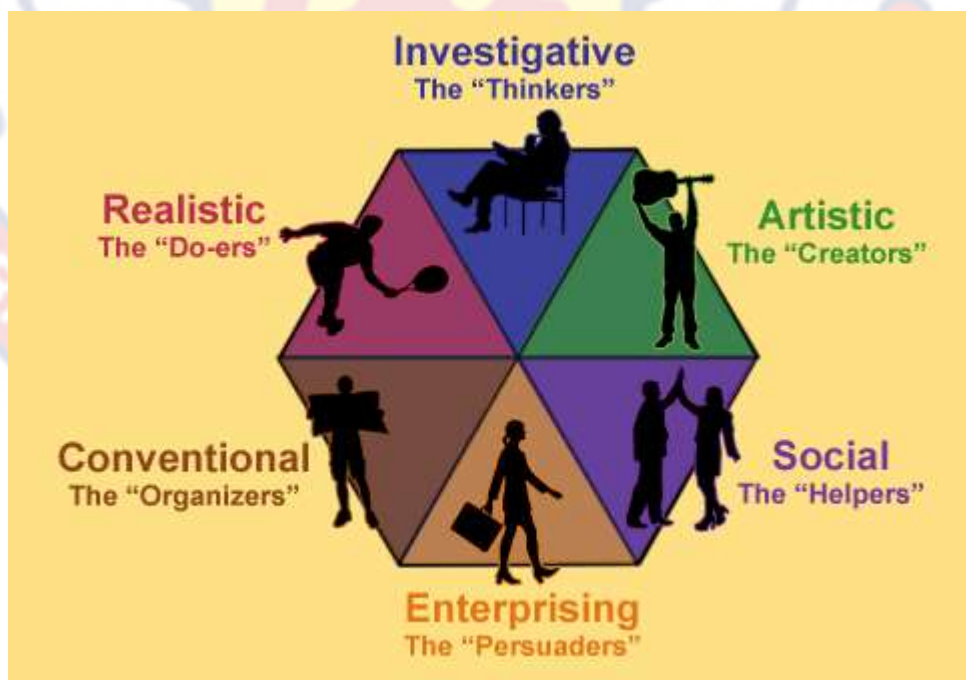 Investigative
The “Thinkers”
Realistic
The “Do-ers”
Artistic
The “Creators”
Conventional
The “Organizers”
Social
The “Helpers”
Enterprising
The “Persuaders”